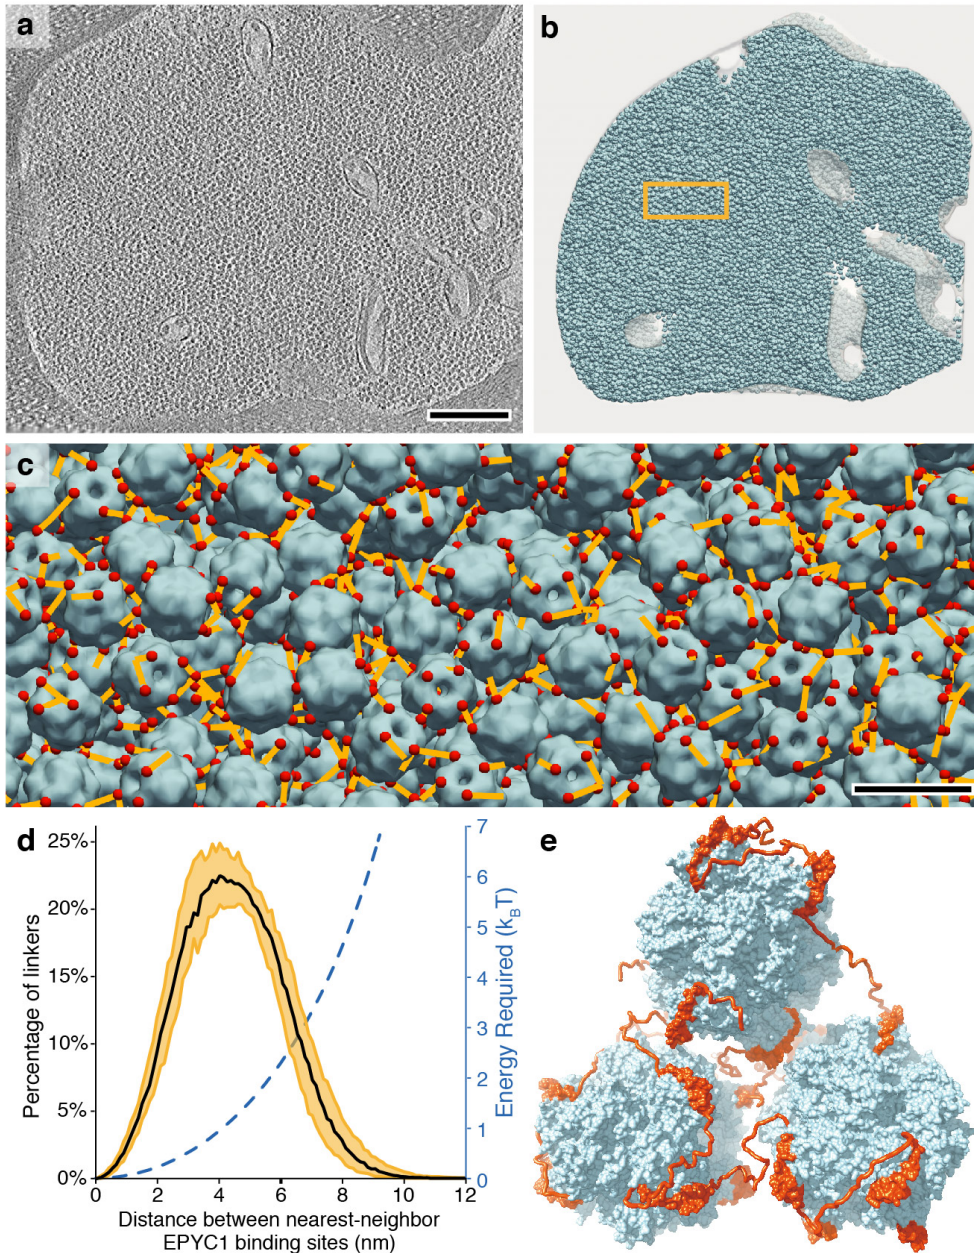 a
b
c
d
25%
20%
15%
10%
5%
0%
Percentage of linkers
0 2 4 6 8 10 12
Distance between nearest-neighbor
EPYC1 binding sites (nm)
7
6
5
4
3
2
1
0
Energy Required (kBT)
e